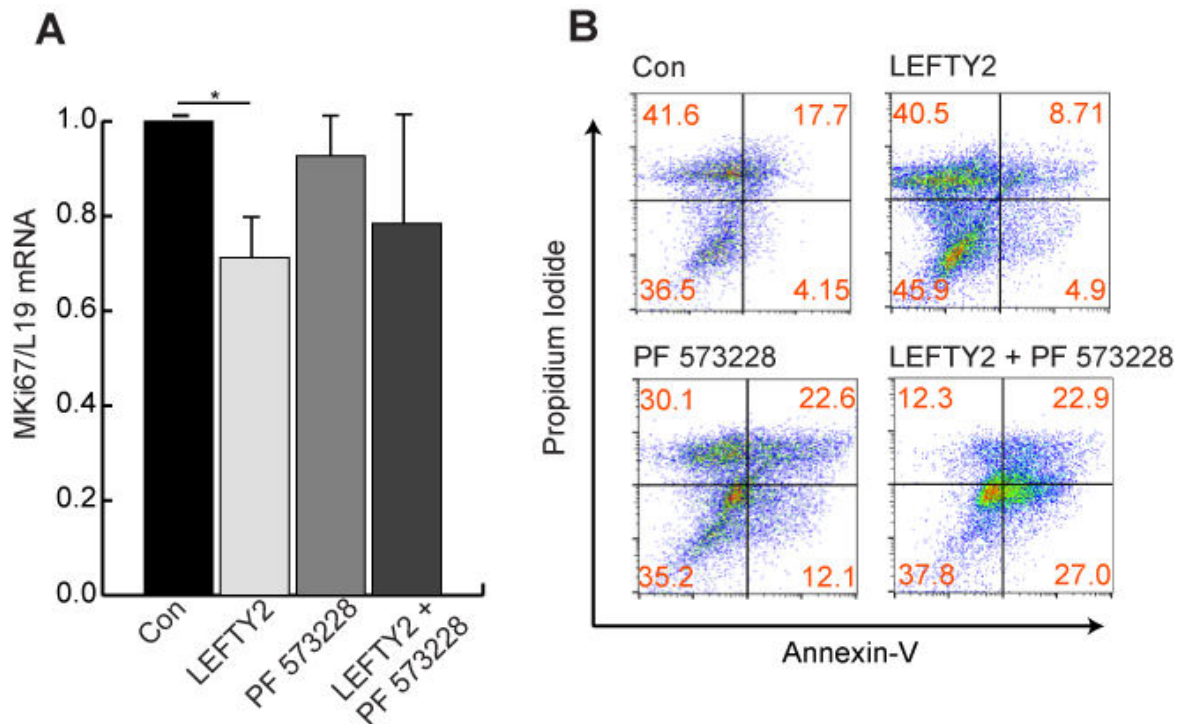 A
*
1.0
0.8
0.6
0.4
0.2
0.0
MKi67/L19 mRNA
Con
LEFTY2
PF 573228
LEFTY2 +
PF 573228
B
Con
41.6
17.7
36.5
4.15
LEFTY2
40.5
8.71
45.9
4.9
PF 573228
30.1
22.6
35.2
12.1
LEFTY2 + PF 573228
12.3
22.9
37.8
27.0
Propidium Iodide
Annexin-V